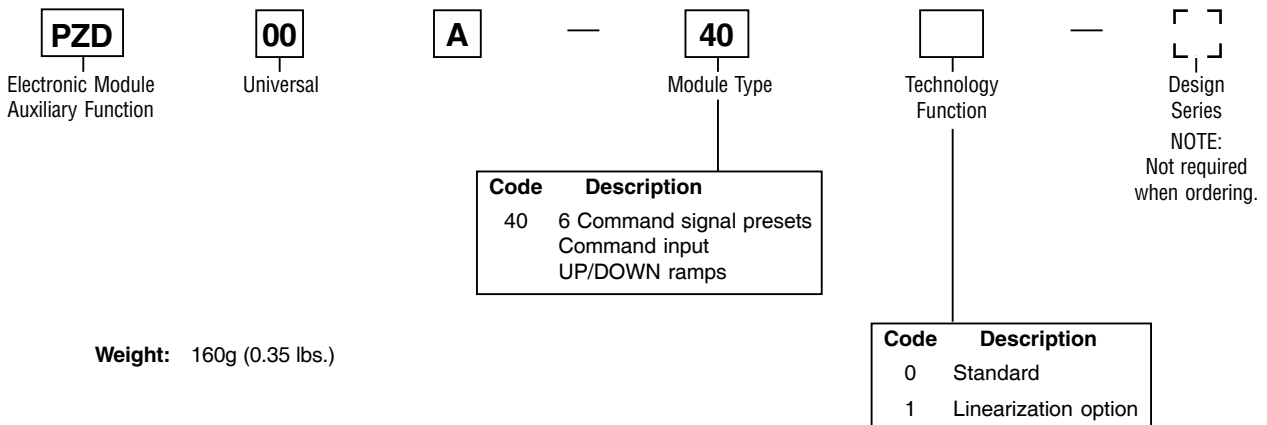 PZD 00 A — 40 —
Electronic Module
Auxiliary Function
Universal
Module Type
Technology
Function
Design
Series
NOTE:
Not required
when ordering.
Code Description
40 6 Command signal presets
Command input
UP/DOWN ramps
Weight: 160g (0.35 lbs.)
Code Description
0 Standard
1 Linearization option